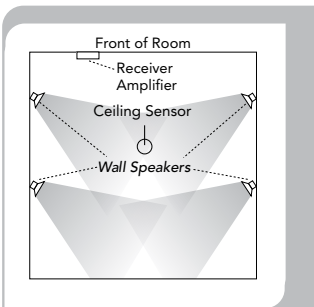 Front of Room
Receiver
Amplifier
Ceiling Sensor
Wall Speakers